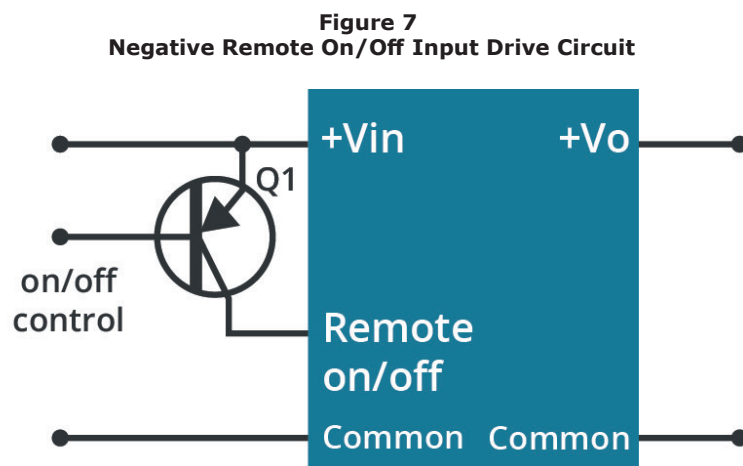 Figure 7
Negative Remote On/Off Input Drive Circuit
+Vin
+Vo
Q1
on/off
control
Remote
on/off
Common
Common